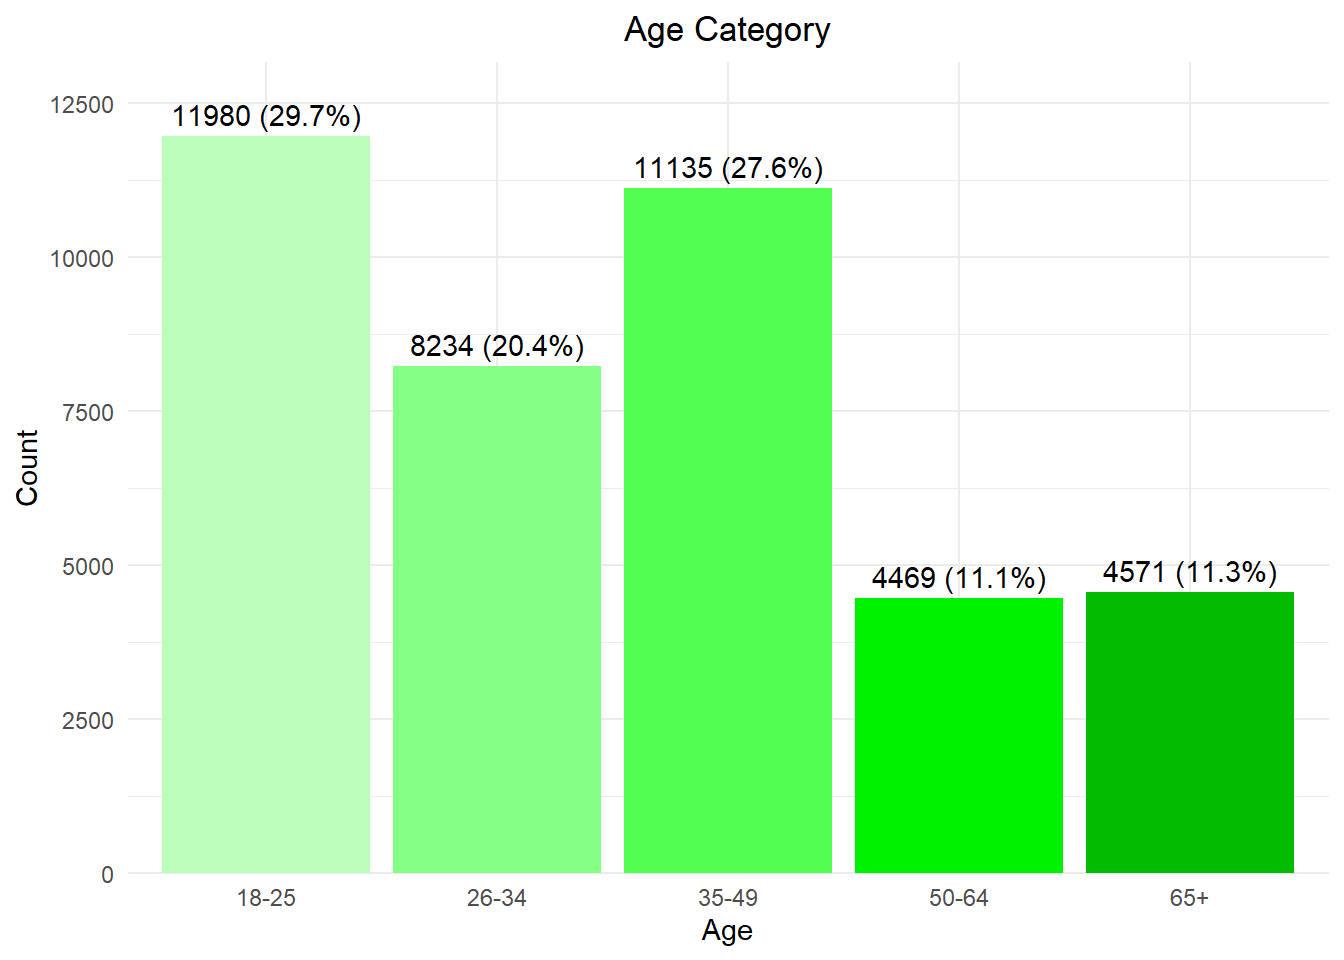 Age Category
12500
11980 (29.7%)
11135 (27.6%)
10000
8234 (20.4%)
7500
Count
5000
4469 (11.1%)
4571 (11.3%)
2500
0
18-25 26-34 35-49 50-64 65+
Age